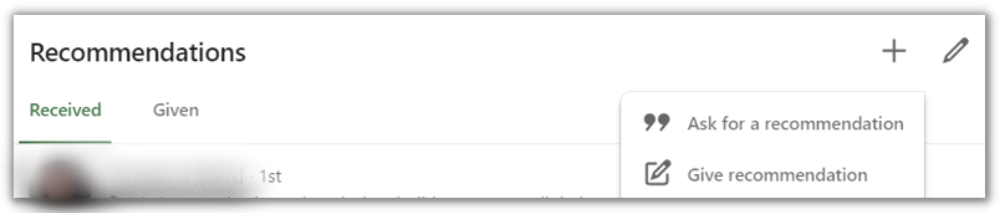 Recommendations
Received Given
Ask for a recommendation
· 1st
Give recommendation